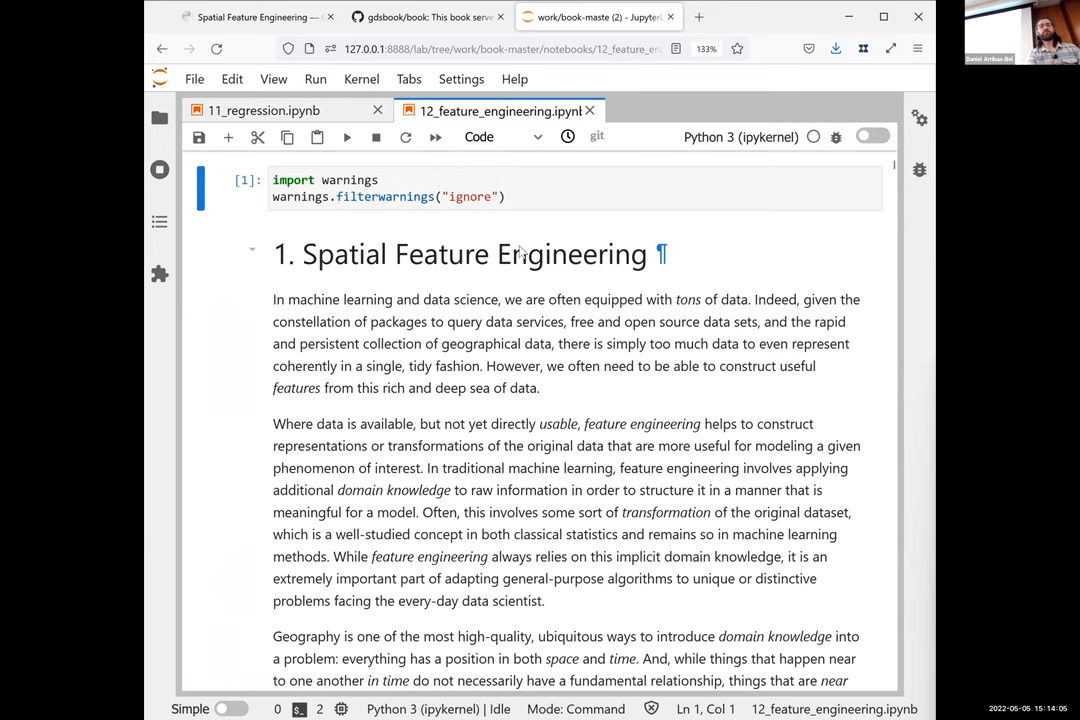 Spatial Feature Engineering —
gdsbook/book: This book serve
work/book-maste (2) - JupyterL
127.0.0.1:8888/lab/tree/work/book-master/notebooks/12_feature_en
133%
Daniel Arribas-Bel
File Edit View Run Kernel Tabs Settings Help
11_regression.ipynb
12_feature_engineering.ipynb
Code
git
Python 3 (ipykernel)
[1]:
import warnings
warnings.filterwarnings("ignore")
1. Spatial Feature Engineering ¶
In machine learning and data science, we are often equipped with tons of data. Indeed, given the
constellation of packages to query data services, free and open source data sets, and the rapid
and persistent collection of geographical data, there is simply too much data to even represent
coherently in a single, tidy fashion. However, we often need to be able to construct useful
features from this rich and deep sea of data.
Where data is available, but not yet directly usable, feature engineering helps to construct
representations or transformations of the original data that are more useful for modeling a given
phenomenon of interest. In traditional machine learning, feature engineering involves applying
additional domain knowledge to raw information in order to structure it in a manner that is
meaningful for a model. Often, this involves some sort of transformation of the original dataset,
which is a well-studied concept in both classical statistics and remains so in machine learning
methods. While feature engineering always relies on this implicit domain knowledge, it is an
extremely important part of adapting general-purpose algorithms to unique or distinctive
problems facing the every-day data scientist.
Geography is one of the most high-quality, ubiquitous ways to introduce domain knowledge into
a problem: everything has a position in both space and time. And, while things that happen near
to one another in time do not necessarily have a fundamental relationship, things that are near
Simple 0 2 Python 3 (ipykernel) | Idle Mode: Command Ln 1, Col 1 12_feature_engineering.ipynb
2022-05-05 15:14:05